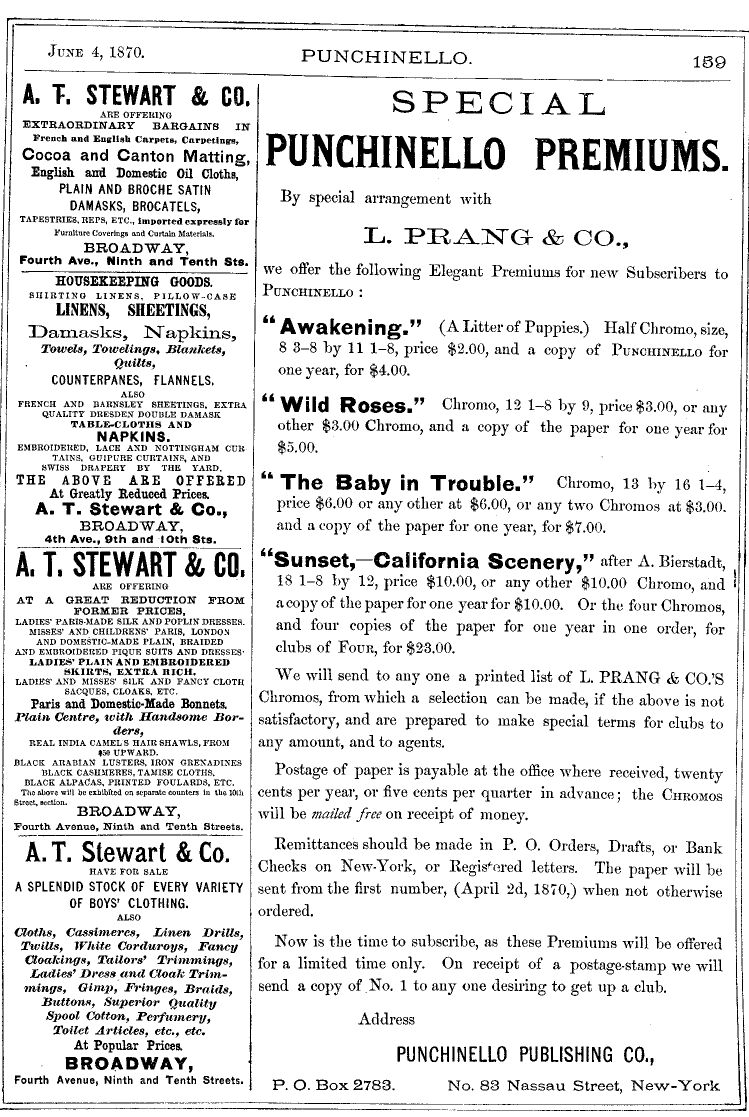 JUNE 4, 1870.
PUNCHINELLO.
159
A. T. STEWART & CO.
ARE OFFERING
EXTRAORDINARY BARGAINS IN
French and English Carpets, Carpetings,
Cocoa and Canton Matting,
English and Domestic Oil Cloths,
PLAIN AND BROCHE SATIN
DAMASKS, BROCATELS,
TAPESTRIES, REPS, ETC., imported expressly for
Furniture Coverings and Curtain Materials.
BROADWAY,
Fourth Ave., Ninth and Tenth Sts.
HOUSEKEEPING GOODS.
SHIRTING LINENS, PILLOW-CASE
LINENS, SHEETINGS,
Damasks, Napkins,
Towels, Towelings, Blankets,
Quilts,
COUNTERPANES, FLANNELS,
ALSO
FRENCH AND BARNSLEY SHEETINGS, EXTRA
QUALITY DRESDEN DOUBLE DAMASK
TABLE-CLOTHS AND
NAPKINS.
EMBROIDERED, LACE AND NOTTINGHAM CUR
TAINS, GUIPURE CURTAINS, AND
SWISS DRAPERY BY THE YARD.
THE ABOVE ARE OFFERED
At Greatly Reduced Prices.
A. T. Stewart & Co.,
BROADWAY,
4th Ave., 9th and 10th Sts.
A. T. STEWART & CO.
ARE OFFERING
AT A GREAT REDUCTION FROM
FORMER PRICES,
LADIES' PARIS-MADE SILK AND POPLIN DRESSES.
MISSES' AND CHILDRENS' PARIS, LONDON
AND DOMESTIC-MADE PLAIN, BRAIDED
AND EMBROIDERED PIQUE SUITS AND DRESSES·
LADIES' PLAIN AND EMBROIDERED
SKIRTS, EXTRA RICH.
LADIES' AND MISSES' SILK AND FANCY CLOTH
SACQUES, CLOAKS, ETC.
Paris and Domestic-Made Bonnets.
Plain Centre, with Handsome Bor-
ders,
REAL INDIA CAMEL'S HAIR SHAWLS, FROM
$50 UPWARD.
BLACK ARABIAN LUSTERS, IRON GRENADINES
BLACK CASHMERES, TAMISE CLOTHS,
BLACK ALPACAS, PRINTED FOULARDS, ETC.
The above will be exhibited on separate counters in the 10th
Street, section.
BROADWAY,
Fourth Avenue, Ninth and Tenth Streets.
A. T. Stewart & Co.
HAVE FOR SALE
A SPLENDID STOCK OF EVERY VARIETY
OF BOYS' CLOTHING.
ALSO
Cloths, Cassimeres, Linen Drills,
Twills, White Corduroys, Fancy
Cloakings, Tailors' Trimmings,
Ladies' Dress and Cloak Trim-
mings, Gimp, Fringes, Braids,
Buttons, Superior Quality
Spool Cotton, Perfumery,
Toilet Articles, etc., etc.
At Popular Prices.
BROADWAY,
Fourth Avenue, Ninth and Tenth Streets.
SPECIAL
PUNCHINELLO PREMIUMS.
By special arrangement with
L. PRANG & CO.,
we offer the following Elegant Premiums for new Subscribers to
PUNCHINELLO :
"Awakening." (A Litter of Puppies.) Half Chromo, size,
8 3-8 by 11 1-8, price $2.00, and a copy of PUNCHINELLO for
one year, for $4.00.
"Wild Roses." Chromo, 12 1-8 by 9, price $3.00, or any
other $3.00 Chromo, and a copy of the paper for one year for
$5.00.
"The Baby in Trouble." Chromo, 13 by 16 1-4,
price $6.00 or any other at $6.00, or any two Chromos at $3.00.
and a copy of the paper for one year, for $7.00.
"Sunset,—California Scenery," after A. Bierstadt,
18 1-8 by 12, price $10.00, or any other $10.00 Chromo, and
a copy of the paper for one year for $10.00. Or the four Chromos,
and four copies of the paper for one year in one order, for
clubs of FOUR, for $23.00.
We will send to any one a printed list of L. PRANG & CO.'S
Chromos, from which a selection can be made, if the above is not
satisfactory, and are prepared to make special terms for clubs to
any amount, and to agents.
Postage of paper is payable at the office where received, twenty
cents per year, or five cents per quarter in advance; the CHROMOS
will be mailed free on receipt of money.
Remittances should be made in P. O. Orders, Drafts, or Bank
Checks on New-York, or Registered letters. The paper will be
sent from the first number, (April 2d, 1870,) when not otherwise
ordered.
Now is the time to subscribe, as these Premiums will be offered
for a limited time only. On receipt of a postage-stamp we will
send a copy of No. 1 to any one desiring to get up a club.
Address
PUNCHINELLO PUBLISHING CO.,
P. O. Box 2783. No. 83 Nassau Street, New-York